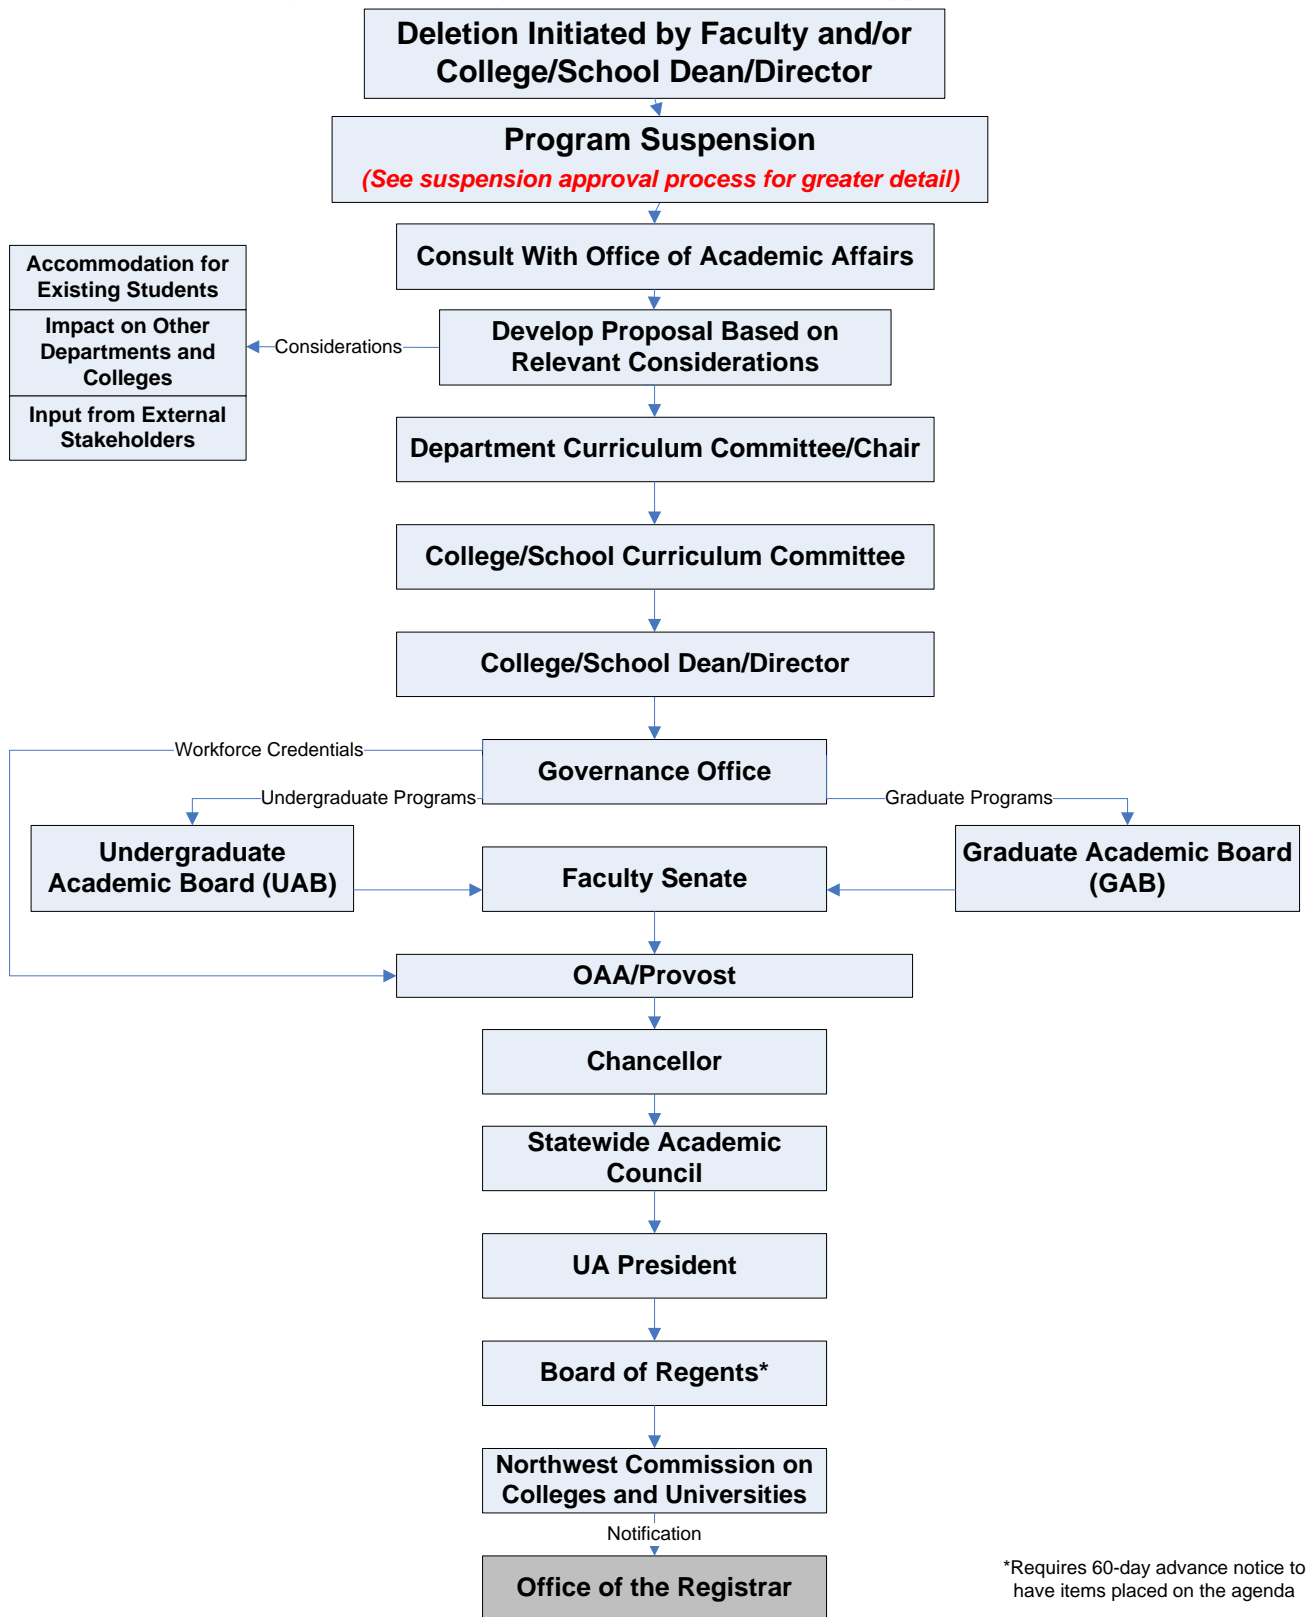 Deletion Initiated by Faculty and/or
College/School Dean/Director
Program Suspension
(See suspension approval process for greater detail)
Consult With Office of Academic Affairs
Accommodation for
Existing Students
Impact on Other
Departments and
Colleges
Input from External
Stakeholders
Considerations
Develop Proposal Based on
Relevant Considerations
Department Curriculum Committee/Chair
College/School Curriculum Committee
College/School Dean/Director
Workforce Credentials
Governance Office
Undergraduate Programs
Graduate Programs
Undergraduate
Academic Board (UAB)
Faculty Senate
Graduate Academic Board
(GAB)
OAA/Provost
Chancellor
Statewide Academic
Council
UA President
Board of Regents*
Northwest Commission on
Colleges and Universities
Notification
Office of the Registrar
*Requires 60-day advance notice to
have items placed on the agenda